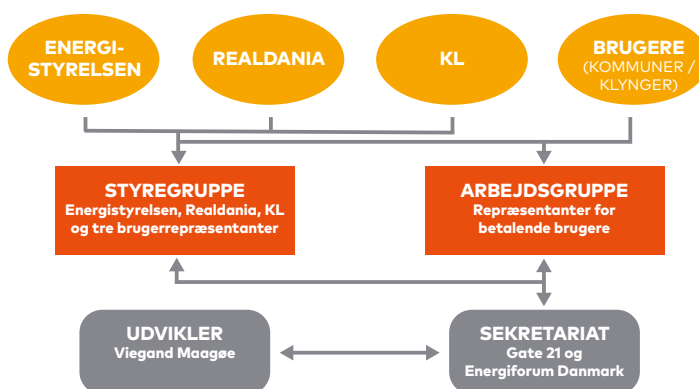 ENERGI-
STYRELSEN
REALDANIA
KL
BRUGERE
(KOMMUNER /
KLYNGER)
STYREGRUPPE
Energistyrelsen, Realdania, KL
og tre brugerrepræsentanter
ARBEJDSGRUPPE
Repræsentanter for
betalende brugere
UDVIKLER
Viegand Maagøe
SEKRETARIAT
Gate 21 og
Energiforum Danmark